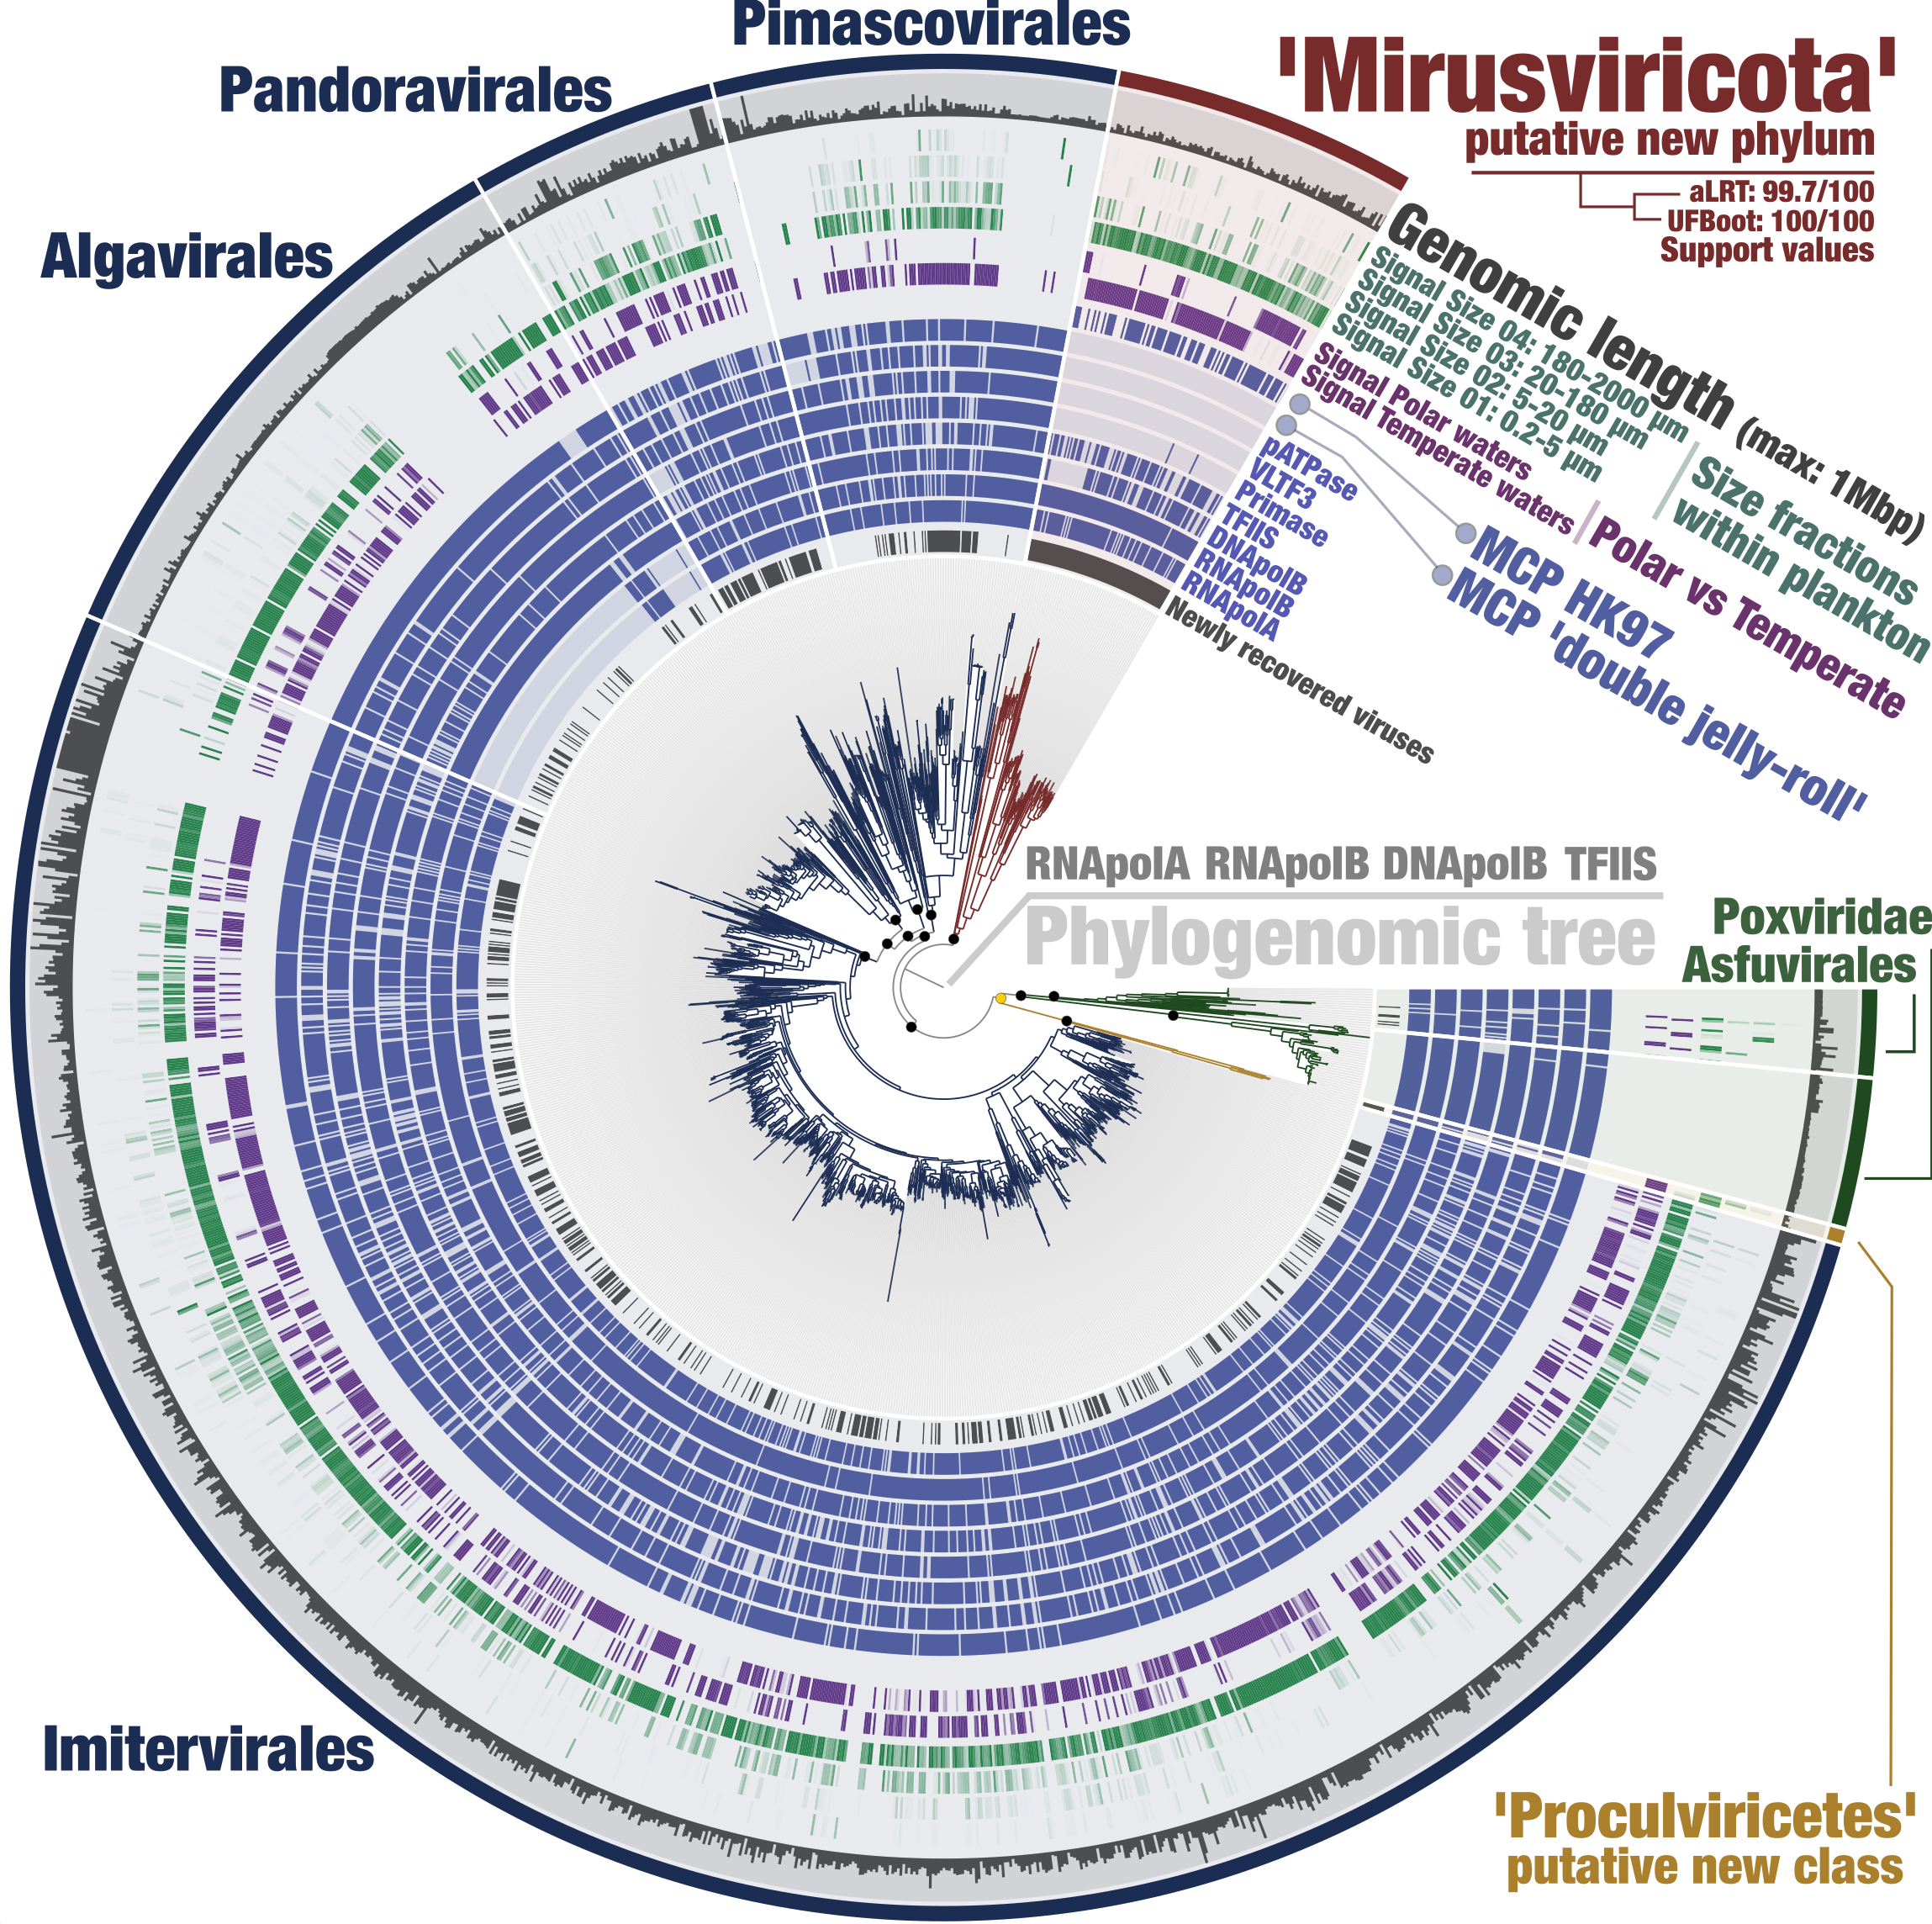 Pimascovirales
Pandoravirales
Algavirales
Imitervirales
'Mirusviricota'
putative new phylum
aLRT: 99.7/100
UFBoot: 100/100
Support values
Genomic length (max: 1Mbp)
Signal Size 04: 180-2000 µm
Signal Size 03: 20-180 µm
Signal Size 02: 5-20 µm
Signal Size 01: 0.2-5 µm
Size fractions
within plankton
Signal Polar waters
Signal Temperate waters
Polar vs Temperate
MCP HK97
MCP 'double jelly-roll'
pATPase
VLTF3
Primase
TFIIS
DNApolB
RNApolB
RNApolA
Newly recovered viruses
RNApolA RNApolB DNApolB TFIIS
Phylogenomic tree
Poxviridae
Asfuvirales
'Proculviricetes'
putative new class